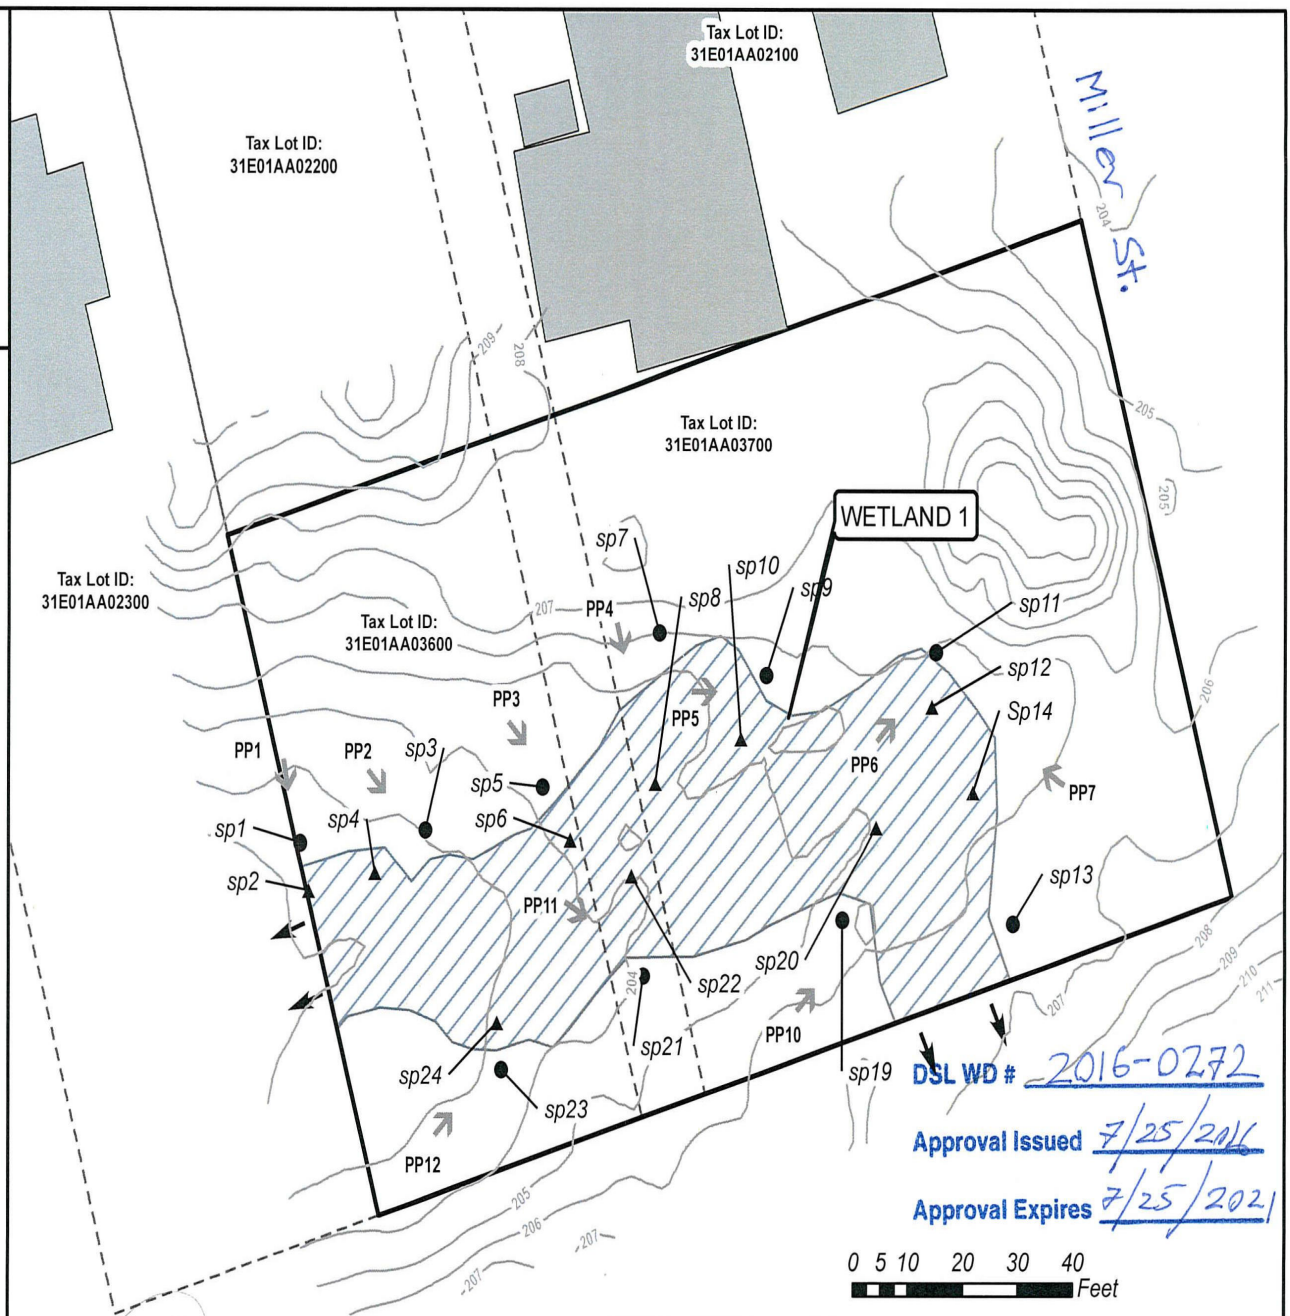 Tax Lot ID:
31E01AA02100
Miller St.
Tax Lot ID:
31E01AA02200
204
209
208
205
Tax Lot ID:
31E01AA03700
205
WETLAND 1
sp7
sp10
Tax Lot ID:
31E01AA02300
sp9
sp8
sp11
207
PP4
Tax Lot ID:
31E01AA03600
sp12
206
PP3
Sp14
PP5
PP1
PP2
sp3
PP6
sp5
PP7
sp4
sp6
sp1
sp13
sp2
PP11
208
sp20
209
sp22
210
204
211
207
PP10
sp21
sp24
sp19
DSL WD # 2016-0272
sp23
Approval Issued 7/25/2016
PP12
205
Approval Expires 7/25/2021
206
207
207
0 5 10 20 30 40
Feet